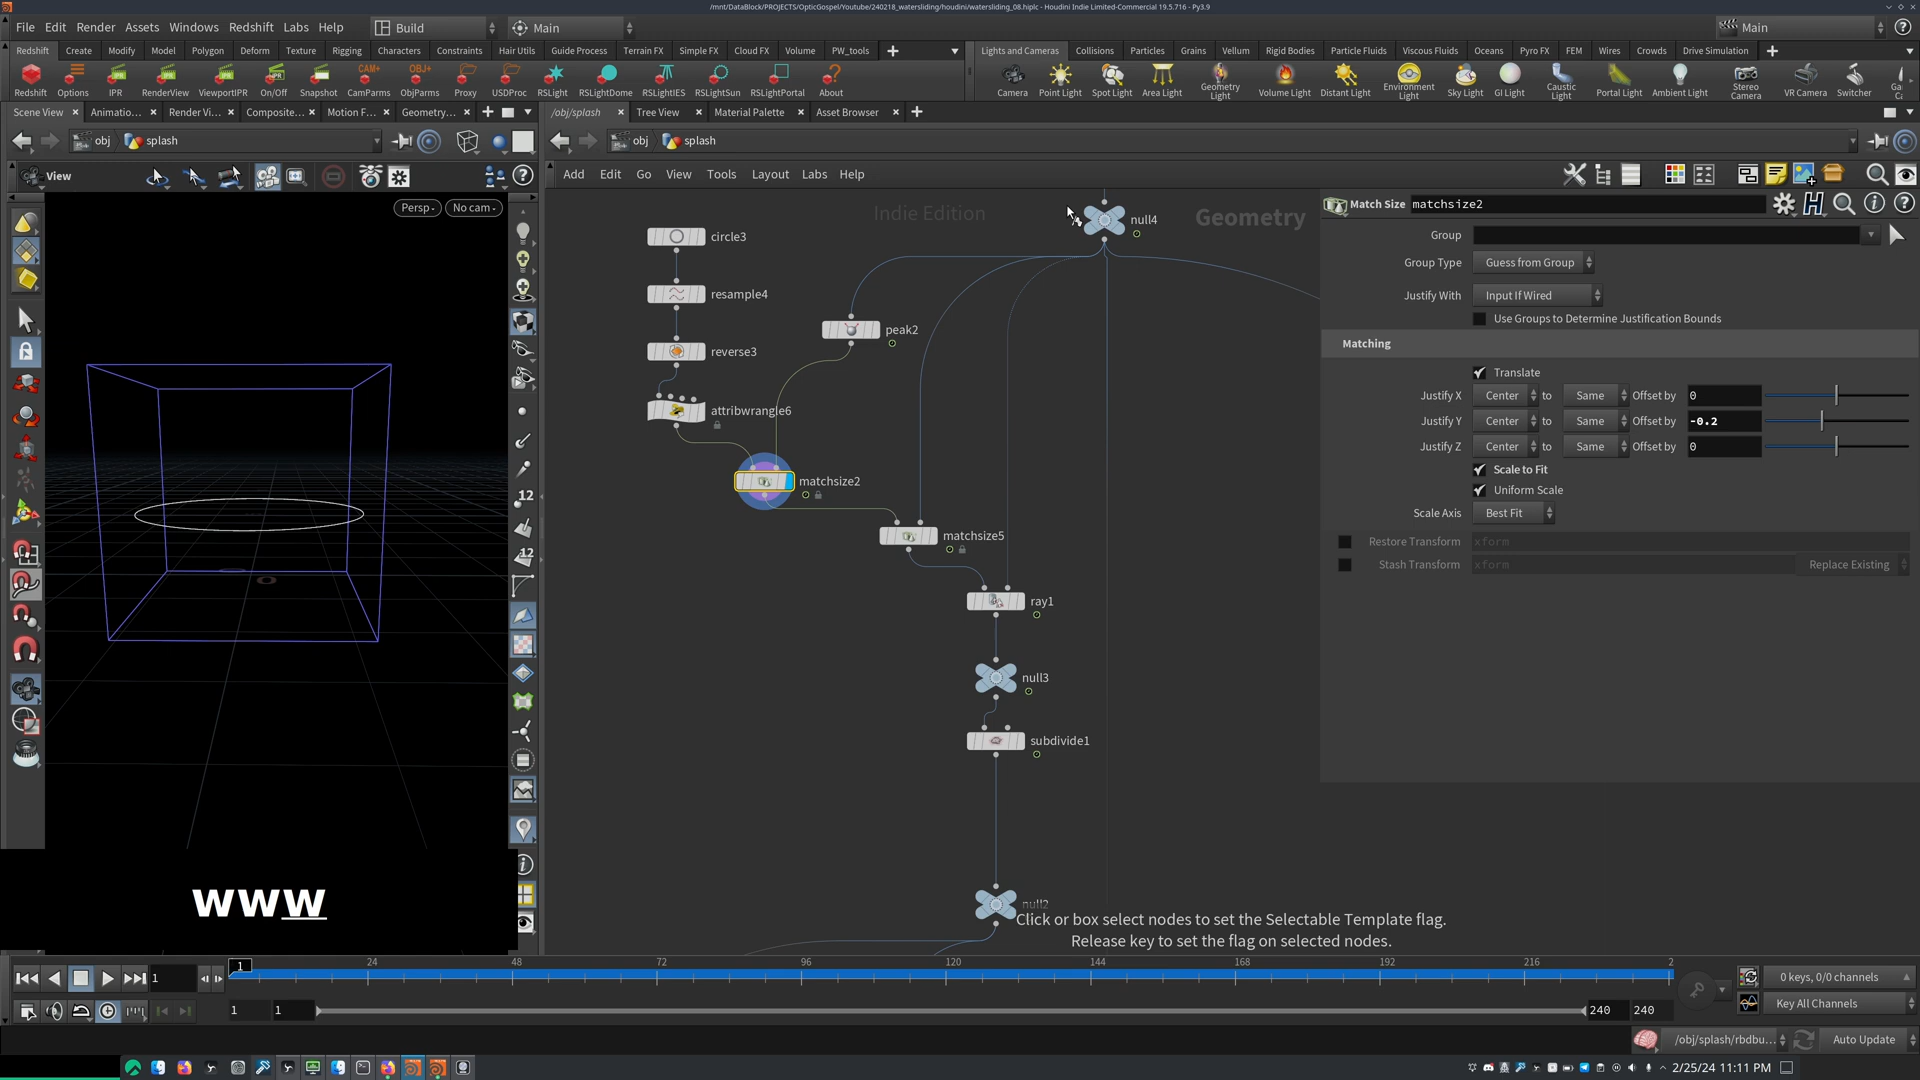 /mnt/DataBlock/PROJECTS/OpticGospel/Youtube/240218_watersliding/houdini/watersliding_08.hiplc - Houdini Indie Limited-Commercial 19.5.716 - Py3.9
File Edit Render Assets Windows Redshift Labs Help Build Main Main
Redshift Create Modify Model Polygon Deform Texture Rigging Characters Constraints Hair Utils Guide Process Terrain FX Simple FX Cloud FX Volume PW_tools
Lights and Cameras Collisions Particles Grains Vellum Rigid Bodies Particle Fluids Viscous Fluids Oceans Pyro FX FEM Wires Crowds Drive Simulation
Redshift Options IPR RenderView ViewportIPR On/Off Snapshot CamParms ObjParms Proxy USDProc RSLight RSLightDome RSLightIES RSLightSun RSLightPortal About
Camera Point Light Spot Light Area Light Geometry Light Volume Light Distant Light Environment Light Sky Light GI Light Caustic Light Portal Light Ambient Light Stereo Camera VR Camera Switcher
Scene View Animatio... Render Vi... Composite... Motion F... Geometry...
/obj/splash Tree View Material Palette Asset Browser
obj splash
obj splash
View
Persp No cam
12
12
www
Add Edit Go View Tools Layout Labs Help
Indie Edition
Geometry
null4
circle3
resample4
peak2
reverse3
attribwrangle6
matchsize2
matchsize5
ray1
null3
subdivide1
null2
Click or box select nodes to set the Selectable Template flag.
Release key to set the flag on selected nodes.
Match Size matchsize2
Group
Group Type Guess from Group
Justify With Input If Wired
Use Groups to Determine Justification Bounds
Matching
Translate
Justify X Center to Same Offset by 0
Justify Y Center to Same Offset by -0.2
Justify Z Center to Same Offset by 0
Scale to Fit
Uniform Scale
Scale Axis Best Fit
Restore Transform xform
Stash Transform xform Replace Existing
1 1 24 48 72 96 120 144 168 192 216 2
0 keys, 0/0 channels
1 1 240 240
Key All Channels
/obj/splash/rbdbu... Auto Update
2/25/24 11:11 PM